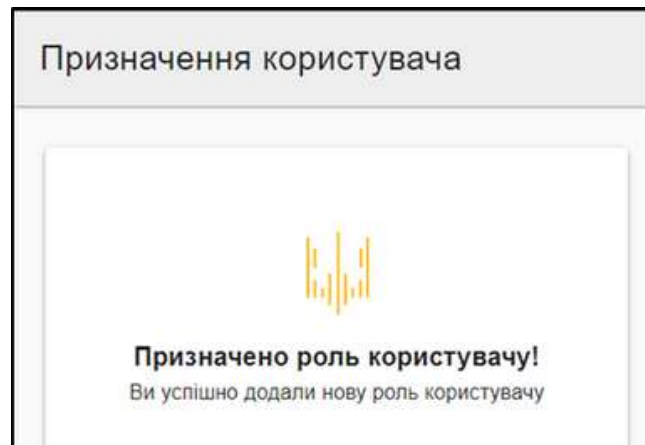 Призначення користувача
Призначено роль користувачу!
Ви успішно додали нову роль користувачу